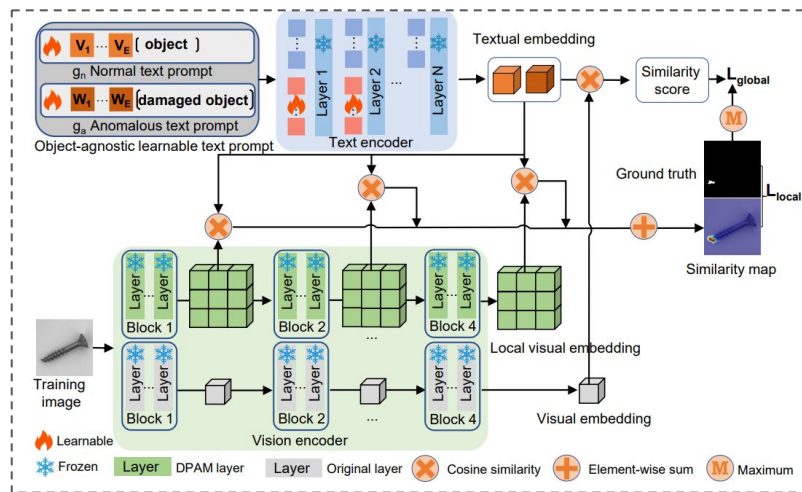 V₁ ... V_E ( object )
gₙ Normal text prompt
W₁ ... W_E (damaged object)
gₐ Anomalous text prompt
Object-agnostic learnable text prompt
Layer 1
Layer 2
...
Layer N
Text encoder
Textual embedding
Similarity
score
L_global
M
Ground truth
L_local
Similarity map
Layer ... Layer
Block 1
Layer ... Layer
Block 2
...
Layer ... Layer
Block 4
Local visual embedding
Training
image
Layer ... Layer
Block 1
Layer ... Layer
Block 2
...
Layer ... Layer
Block 4
Visual embedding
Vision encoder
Learnable
Frozen
Layer DPAM layer
Layer Original layer
Cosine similarity
Element-wise sum
M Maximum